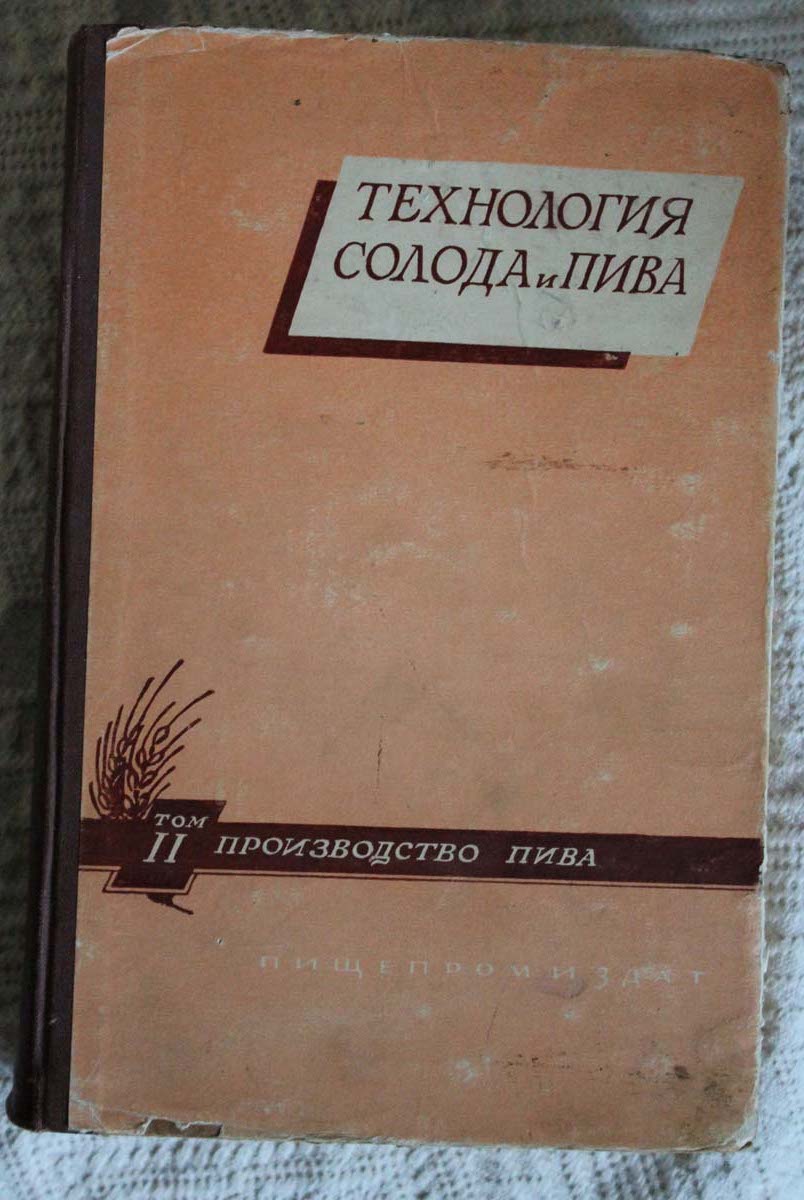 ТЕХНОЛОГИЯ
СОЛОДА и ПИВА
ТОМ
II ПРОИЗВОДСТВО ПИВА
ПИЩЕПРОМИЗДАТ